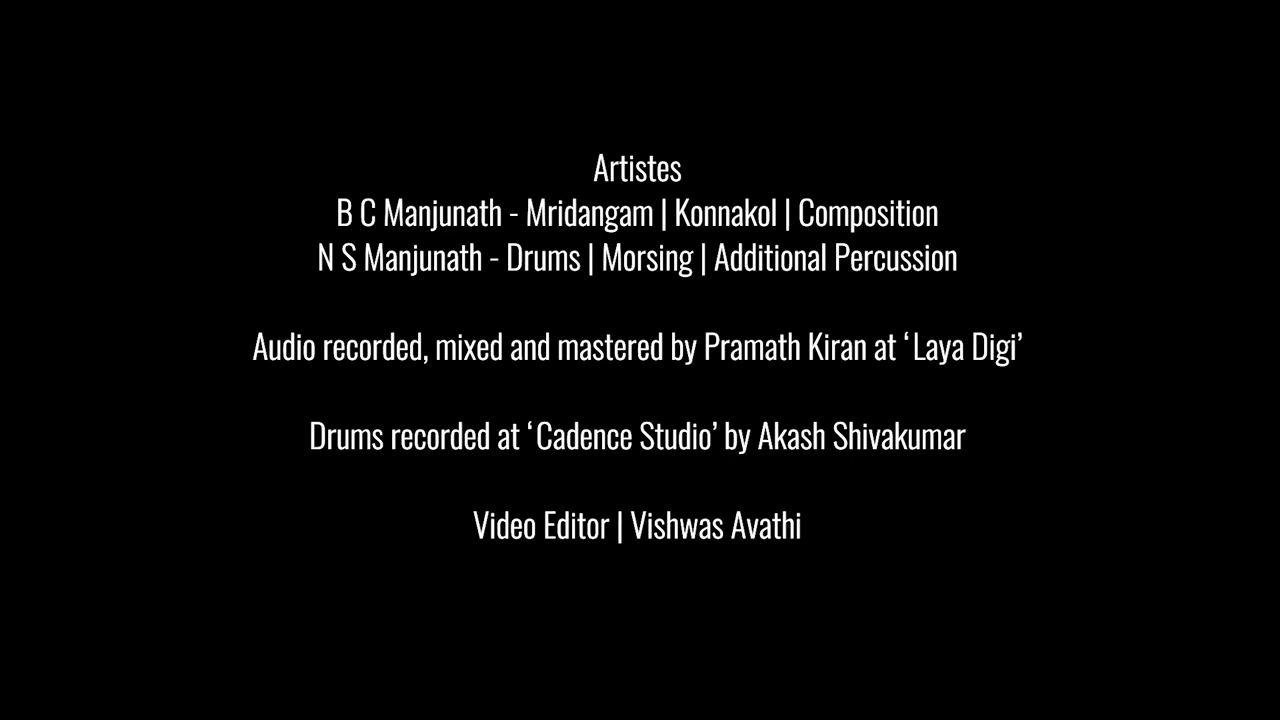 Artistes
B C Manjunath - Mridangam | Konnakol | Composition
N S Manjunath - Drums | Morsing | Additional Percussion
Audio recorded, mixed and mastered by Pramath Kiran at ‘Laya Digi’
Drums recorded at ‘Cadence Studio’ by Akash Shivakumar
Video Editor | Vishwas Avathi